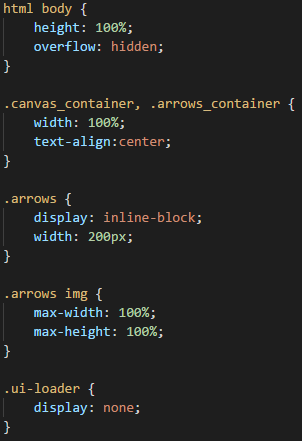 html body {
    height: 100%;
    overflow: hidden;
}

.canvas_container, .arrows_container {
    width: 100%;
    text-align:center;
}

.arrows {
    display: inline-block;
    width: 200px;
}

.arrows img {
    max-width: 100%;
    max-height: 100%;
}

.ui-loader {
    display: none;
}